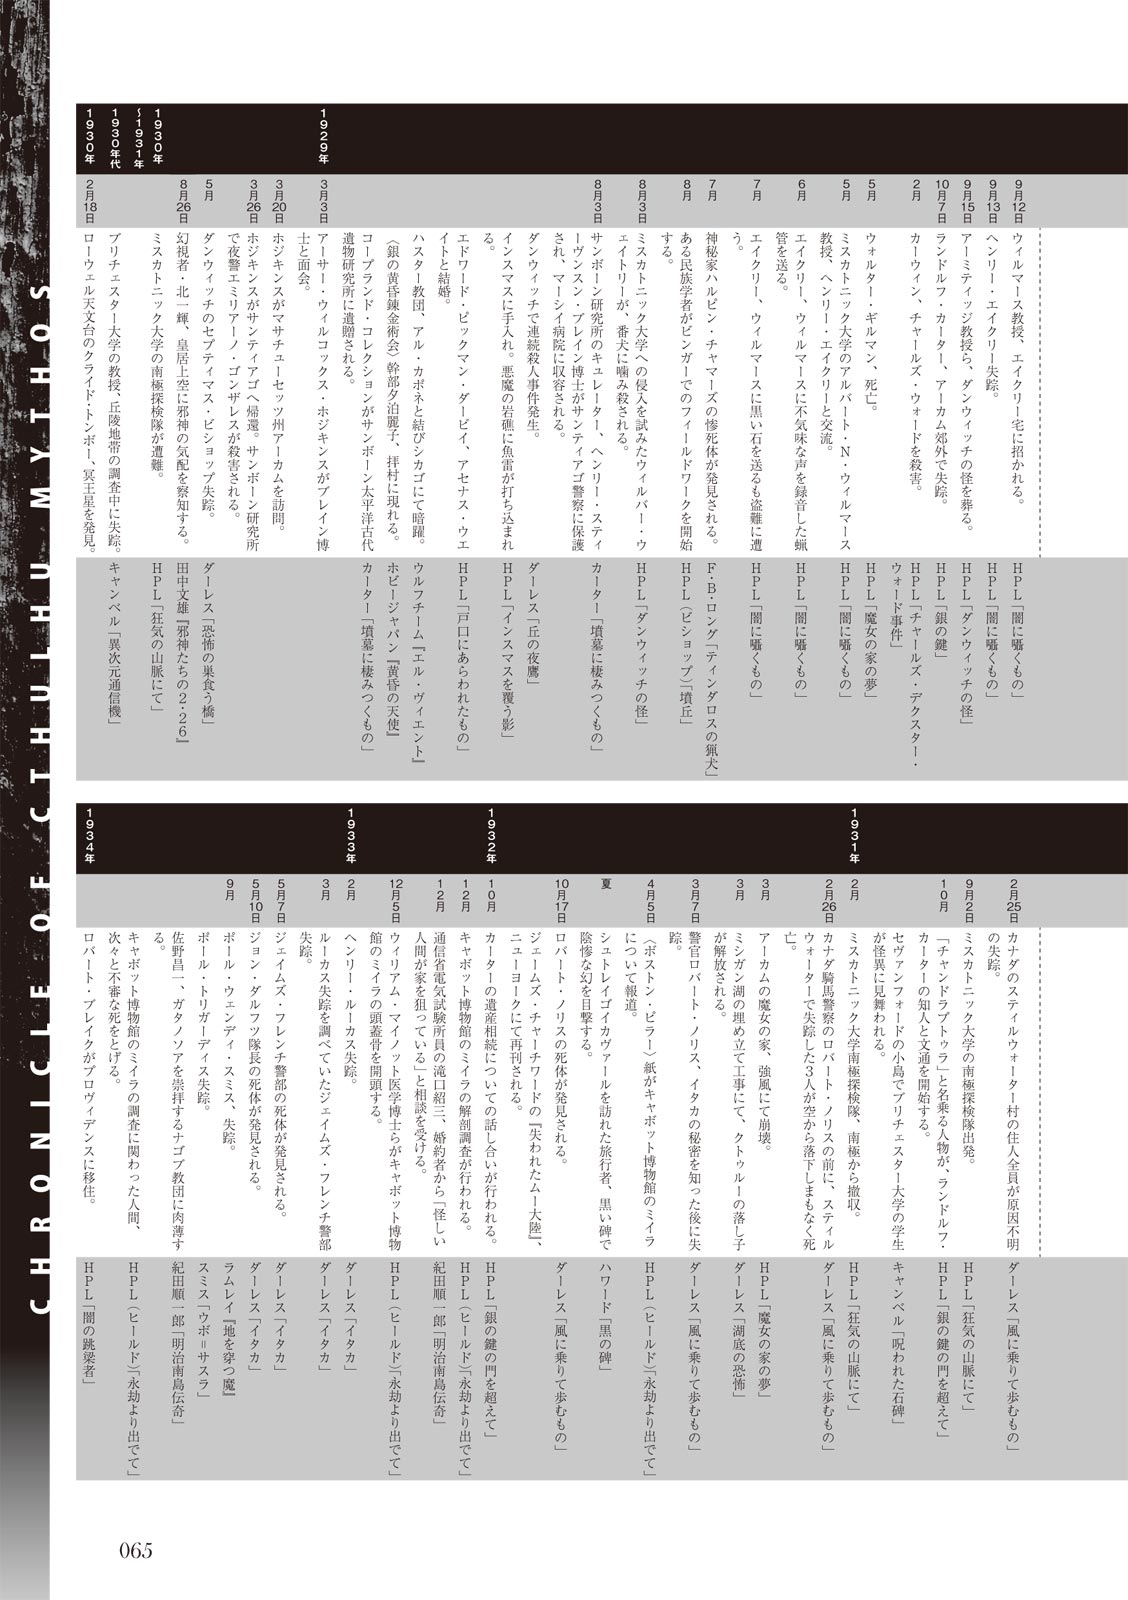 CHRONICLE OF CTHULHU MYTHOS
9月12日
ウィルマース教授、エイクリー宅に招かれる。
HPL「闇に囁くもの」
9月13日
ヘンリー・エイクリー失踪。
HPL「闇に囁くもの」
9月15日
アーミティッジ教授ら、ダンウィッチの怪を葬る。
HPL「ダンウィッチの怪」
10月7日
ランドルフ・カーター、アーカム郊外で失踪。
HPL「銀の鍵」
2月
カーウィン、チャールズ・ウォードを殺害。
HPL「チャールズ・デクスター・
ウォード事件」
5月
ウォルター・ギルマン、死亡。
HPL「魔女の家の夢」
5月
ミスカトニック大学のアルバート・N・ウィルマース
教授、ヘンリー・エイクリーと交流。
HPL「闇に囁くもの」
6月
エイクリー、ウィルマースに不気味な声を録音した蝋
管を送る。
HPL「闇に囁くもの」
7月
エイクリー、ウィルマースに黒い石を送るも盗難に遭
う。
HPL「闇に囁くもの」
7月
神秘家ハルピン・チャマーズの惨死体が発見される。
F・B・ロング「ティンダロスの猟犬」
8月
ある民族学者がビンガーでのフィールドワークを開始
する。
HPL(ビショップ)「墳丘」
8月3日
ミスカトニック大学への侵入を試みたウィルバー・ウ
ェイトリーが、番犬に噛み殺される。
HPL「ダンウィッチの怪」
8月3日
サンボーン研究所のキュレーター、ヘンリー・スティ
ーヴンスン・ブレイン博士がサンティアゴ警察に保護
され、マーシイ病院に収容される。
カーター「墳墓に棲みつくもの」
ダンウィッチで連続殺人事件発生。
ダーレス「丘の夜鷹」
インスマスに手入れ。悪魔の岩礁に魚雷が打ち込まれ
る。
HPL「インスマスを覆う影」
エドワード・ピックマン・ダービイ、アセナス・ウエ
イトと結婚。
HPL「戸口にあらわれたもの」
ハスター教団、アル・カポネと結びシカゴにて暗躍。
ウルフチーム『エル・ヴィエント』
〈銀の黄昏錬金術会〉幹部夕泊麗子、拝村に現れる。
ホビージャパン『黄昏の天使』
コープランド・コレクションがサンボーン太平洋古代
遺物研究所に遺贈される。
カーター「墳墓に棲みつくもの」
1929年
3月3日
アーサー・ウィルコックス・ホジキンスがブレイン博
士と面会。
3月20日
ホジキンスがマサチューセッツ州アーカムを訪問。
3月26日
ホジキンスがサンティアゴへ帰還。サンボーン研究所
で夜警エミリアーノ・ゴンザレスが殺害される。
5月
ダンウィッチのセプティマス・ビショップ失踪。
ダーレス「恐怖の巣食う橋」
8月26日
幻視者・北一輝、皇居上空に邪神の気配を察知する。
田中文雄『邪神たちの2・26』
1930年
〜1931年
ミスカトニック大学の南極探検隊が遭難。
HPL「狂気の山脈にて」
1930年代
ブリチェスター大学の教授、丘陵地帯の調査中に失踪。
キャンベル「異次元通信機」
1930年
2月18日
ローウェル天文台のクライド・トンボー、冥王星を発見。
2月25日
カナダのスティルウォーター村の住人全員が原因不明
の失踪。
ダーレス「風に乗りて歩むもの」
9月2日
ミスカトニック大学の南極探検隊出発。
HPL「狂気の山脈にて」
10月
「チャンドラプトゥラ」と名乗る人物が、ランドルフ・
カーターの知人と文通を開始する。
HPL「銀の鍵の門を超えて」
セヴァンフォードの小島でブリチェスター大学の学生
が怪異に見舞われる。
キャンベル「呪われた石碑」
1931年
2月
ミスカトニック大学南極探検隊、南極から撤収。
HPL「狂気の山脈にて」
2月26日
カナダ騎馬警察のロバート・ノリスの前に、スティル
ウォーターで失踪した3人が空から落下しまもなく死
亡。
ダーレス「風に乗りて歩むもの」
3月
アーカムの魔女の家、強風にて崩壊。
HPL「魔女の家の夢」
3月
ミシガン湖の埋め立て工事にて、クトゥルーの落し子
が解放される。
ダーレス「湖底の恐怖」
3月7日
警官ロバート・ノリス、イタカの秘密を知った後に失
踪。
ダーレス「風に乗りて歩むもの」
4月5日
〈ボストン・ピラー〉紙がキャボット博物館のミイラ
について報道。
HPL(ヒールド)「永劫より出でて」
夏
シュトレイゴイカヴァールを訪れた旅行者、黒い碑で
陰惨な幻を目撃する。
ハワード「黒の碑」
10月17日
ロバート・ノリスの死体が発見される。
ダーレス「風に乗りて歩むもの」
ジェームズ・チャーチワードの『失われたムー大陸』、
ニューヨークにて再刊される。
1932年
10月
カーターの遺産相続についての話し合いが行われる。
HPL「銀の鍵の門を超えて」
12月
キャボット博物館のミイラの解剖調査が行われる。
HPL(ヒールド)「永劫より出でて」
12月
通信省電気試験所員の滝口紹三、婚約者から「怪しい
人間が家を狙っている」と相談を受ける。
紀田順一郎「明治南島伝奇」
12月5日
ウィリアム・マイノット医学博士らがキャボット博物
館のミイラの頭蓋骨を開頭する。
HPL(ヒールド)「永劫より出でて」
1933年
2月
ヘンリー・ルーカス失踪。
ダーレス「イタカ」
3月
ルーカス失踪を調べていたジェイムズ・フレンチ警部
失踪。
ダーレス「イタカ」
5月7日
ジェイムズ・フレンチ警部の死体が発見される。
ダーレス「イタカ」
5月10日
ジョン・ダルフツ隊長の死体が発見される。
ダーレス「イタカ」
9月
ポール・ウェンディ・スミス、失踪。
ラムレイ『地を穿つ魔』
ポール・トリガーディス失踪。
スミス「ウボ=サスラ」
佐野昌一、ガタノソアを崇拝するナゴブ教団に肉薄す
る。
紀田順一郎「明治南島伝奇」
キャボット博物館のミイラの調査に関わった人間、
次々と不審な死をとげる。
HPL(ヒールド)「永劫より出でて」
1934年
ロバート・ブレイクがプロヴィデンスに移住。
HPL「闇の跳梁者」
065